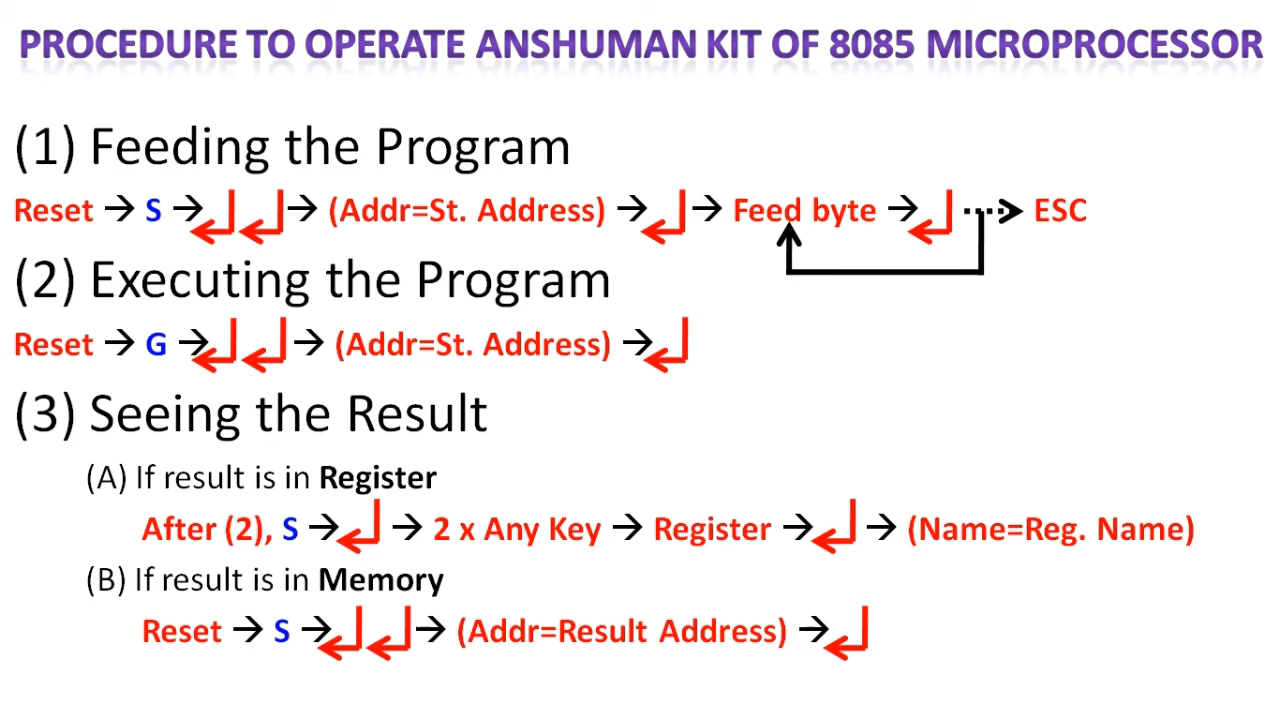 PROCEDURE TO OPERATE ANSHUMAN KIT OF 8085 MICROPROCESSOR
(1) Feeding the Program
Reset → S → ↵ ↵ → (Addr=St. Address) → ↵ → Feed byte → ↵ ····> ESC
(2) Executing the Program
Reset → G → ↵ ↵ → (Addr=St. Address) → ↵
(3) Seeing the Result
(A) If result is in Register
After (2), S → ↵ → 2 x Any Key → Register → ↵ → (Name=Reg. Name)
(B) If result is in Memory
Reset → S → ↵ ↵ → (Addr=Result Address) → ↵